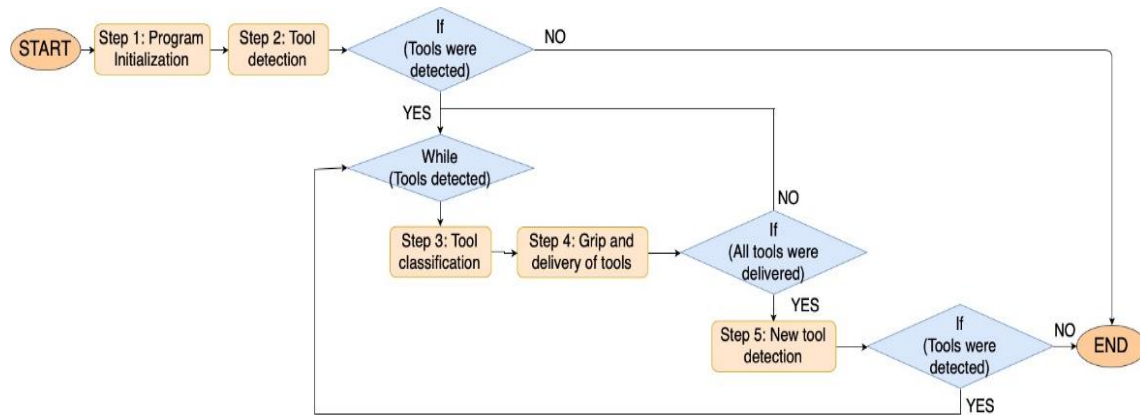 START
Step 1: Program
Initialization
Step 2: Tool
detection
If
(Tools were
detected)
NO
YES
While
(Tools detected)
Step 3: Tool
classification
Step 4: Grip and
delivery of tools
NO
If
(All tools were
delivered)
YES
Step 5: New tool
detection
If
(Tools were
detected)
NO
END
YES